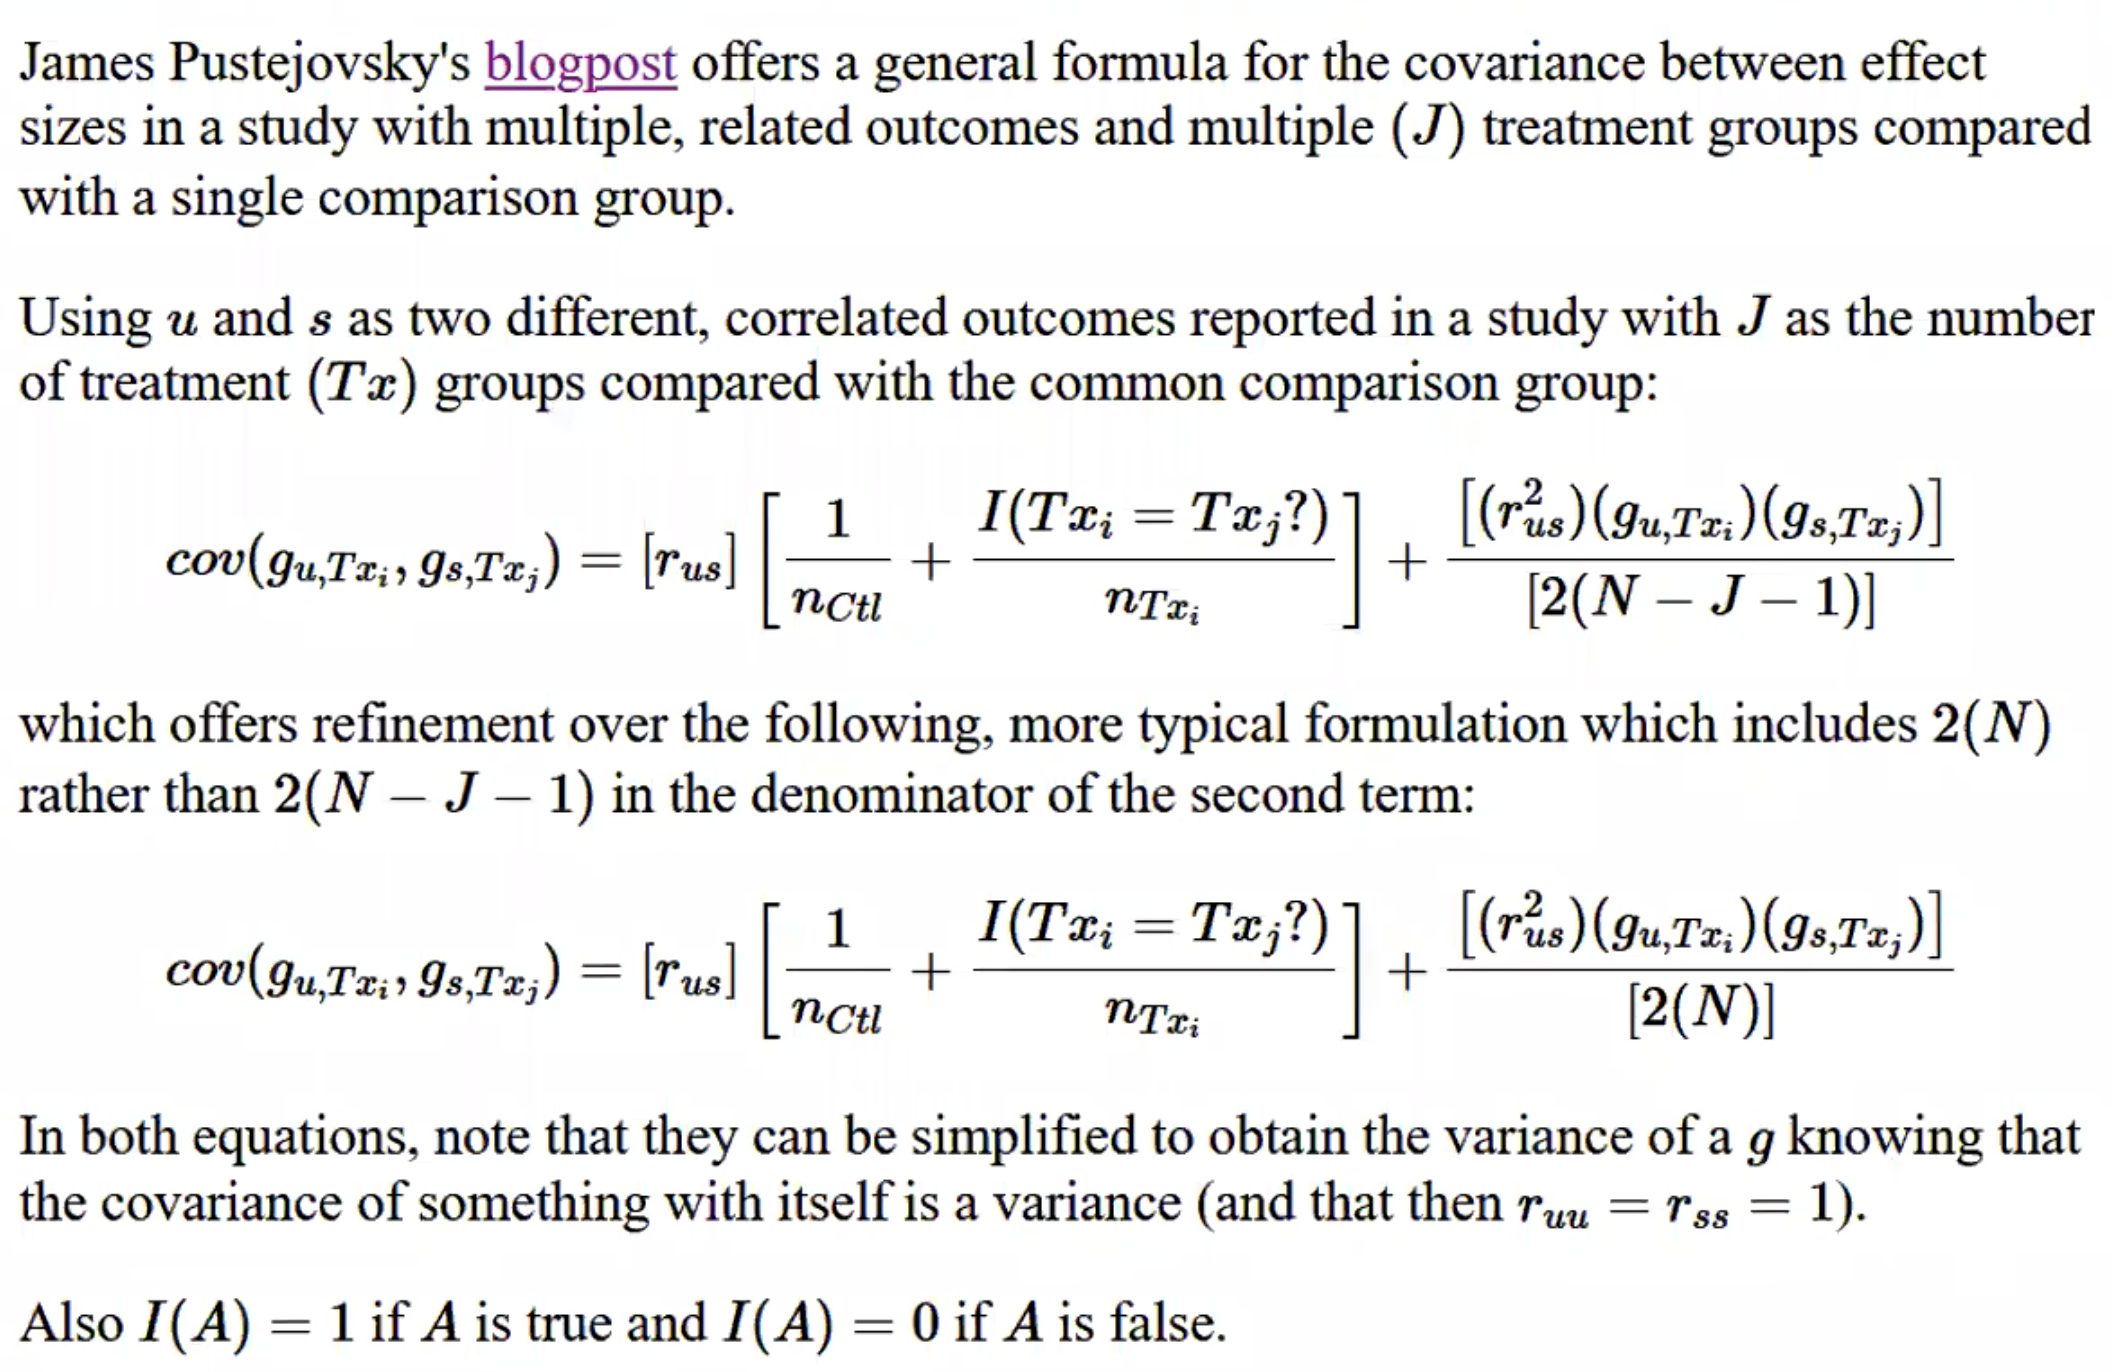 James Pustejovsky's blogpost offers a general formula for the covariance between effect
sizes in a study with multiple, related outcomes and multiple (J) treatment groups compared
with a single comparison group.
Using u and s as two different, correlated outcomes reported in a study with J as the number
of treatment (Tx) groups compared with the common comparison group:
$cov(g_{u,Tx_i}, g_{s,Tx_j}) = [r_{us}] \left[ \frac{1}{n_{Ctl}} + \frac{I(Tx_i = Tx_j?)}{n_{Tx_i}} \right] + \frac{[(r_{us}^2)(g_{u,Tx_i})(g_{s,Tx_j})]}{[2(N - J - 1)]}$
which offers refinement over the following, more typical formulation which includes 2(N)
rather than 2(N − J − 1) in the denominator of the second term:
$cov(g_{u,Tx_i}, g_{s,Tx_j}) = [r_{us}] \left[ \frac{1}{n_{Ctl}} + \frac{I(Tx_i = Tx_j?)}{n_{Tx_i}} \right] + \frac{[(r_{us}^2)(g_{u,Tx_i})(g_{s,Tx_j})]}{[2(N)]}$
In both equations, note that they can be simplified to obtain the variance of a g knowing that
the covariance of something with itself is a variance (and that then $r_{uu} = r_{ss} = 1$).
Also I(A) = 1 if A is true and I(A) = 0 if A is false.